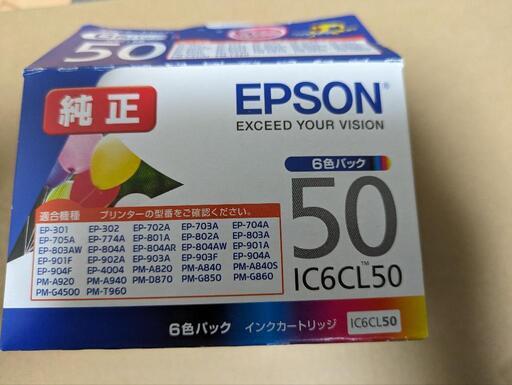 50
純正
EPSON®
EXCEED YOUR VISION
6色パック
50
IC6CL50™
適合機種 プリンターの型番をご確認ください。
EP-301 EP-302 EP-702A EP-703A EP-704A
EP-705A EP-774A EP-801A EP-802A EP-803A
EP-803AW EP-804A EP-804AR EP-804AW EP-901A
EP-901F EP-902A EP-903A EP-903F EP-904A
EP-904F EP-4004 PM-A820 PM-A840 PM-A840S
PM-A920 PM-A940 PM-D870 PM-G850 PM-G860
PM-G4500 PM-T960
6色パック インクカートリッジ IC6CL50